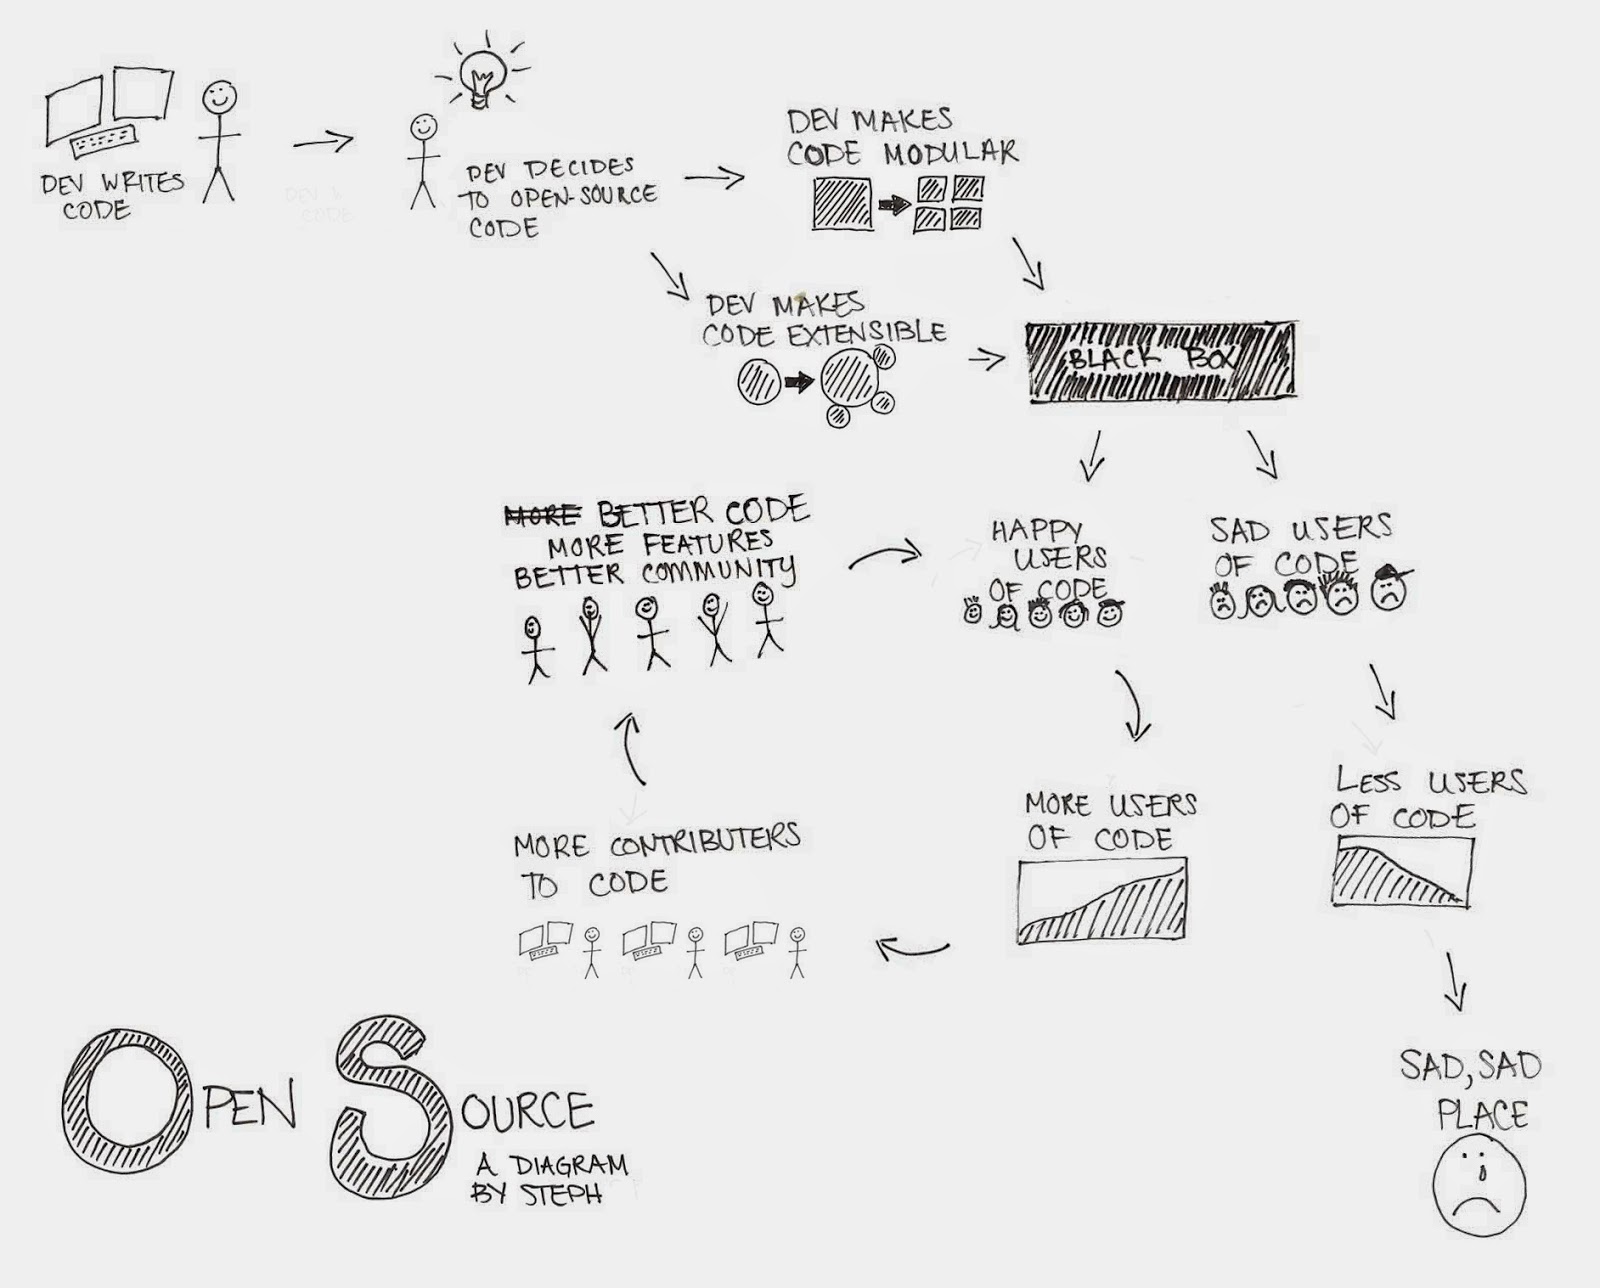 DEV WRITES
CODE
DEV DECIDES
TO OPEN-SOURCE
CODE
DEV MAKES
CODE MODULAR
DEV MAKES
CODE EXTENSIBLE
BLACK BOX
HAPPY
USERS
OF CODE
SAD USERS
OF CODE
MORE BETTER CODE
MORE FEATURES
BETTER COMMUNITY
MORE USERS
OF CODE
LESS USERS
OF CODE
MORE CONTRIBUTERS
TO CODE
SAD, SAD
PLACE
OPEN SOURCE
A DIAGRAM
BY STEPH